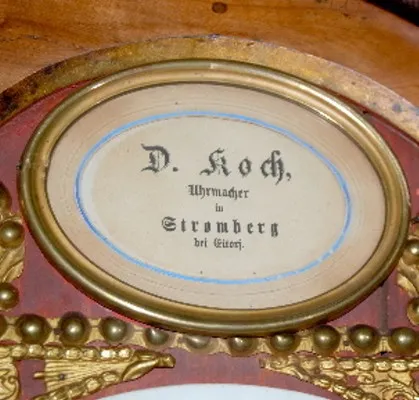 D. Koch,
Uhrmacher
in
Stromberg
bei Eitorf.